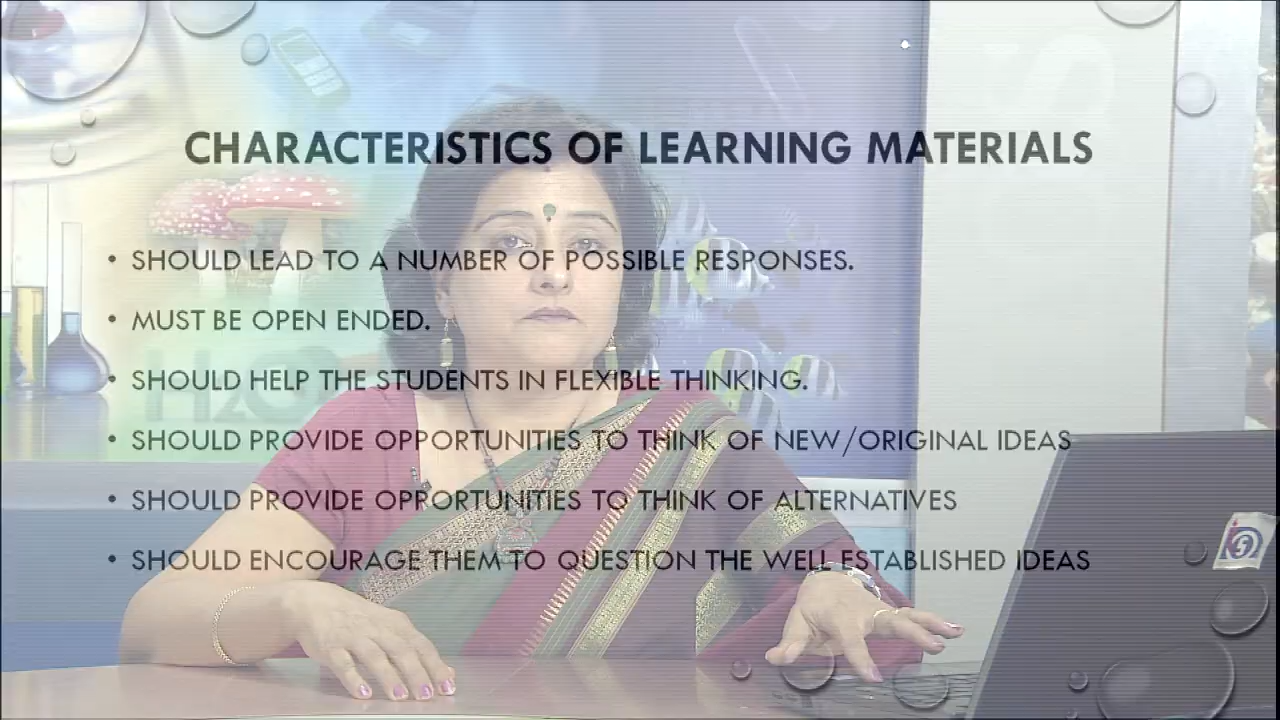 CHARACTERISTICS OF LEARNING MATERIALS
• SHOULD LEAD TO A NUMBER OF POSSIBLE RESPONSES.
• MUST BE OPEN ENDED.
• SHOULD HELP THE STUDENTS IN FLEXIBLE THINKING.
• SHOULD PROVIDE OPPORTUNITIES TO THINK OF NEW/ORIGINAL IDEAS
• SHOULD PROVIDE OPPORTUNITIES TO THINK OF ALTERNATIVES
• SHOULD ENCOURAGE THEM TO QUESTION THE WELL ESTABLISHED IDEAS
H₂O